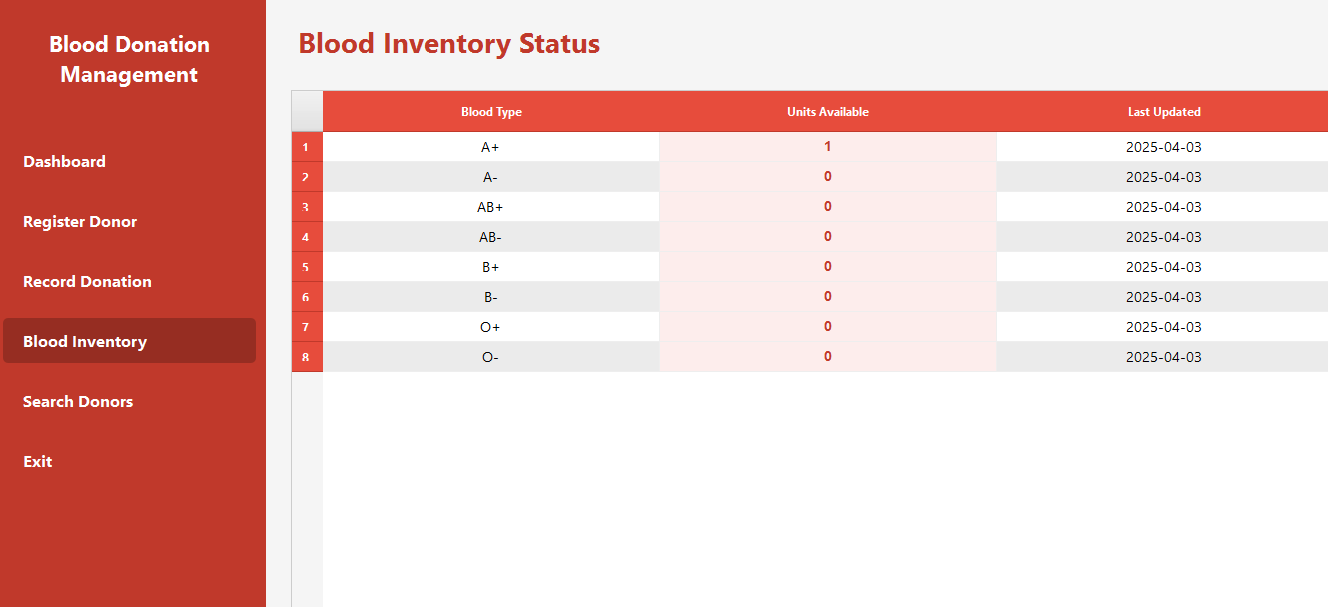 Blood Donation
Management
Dashboard
Register Donor
Record Donation
Blood Inventory
Search Donors
Exit
Blood Inventory Status
Blood Type Units Available Last Updated
1 A+ 1 2025-04-03
2 A- 0 2025-04-03
3 AB+ 0 2025-04-03
4 AB- 0 2025-04-03
5 B+ 0 2025-04-03
6 B- 0 2025-04-03
7 O+ 0 2025-04-03
8 O- 0 2025-04-03